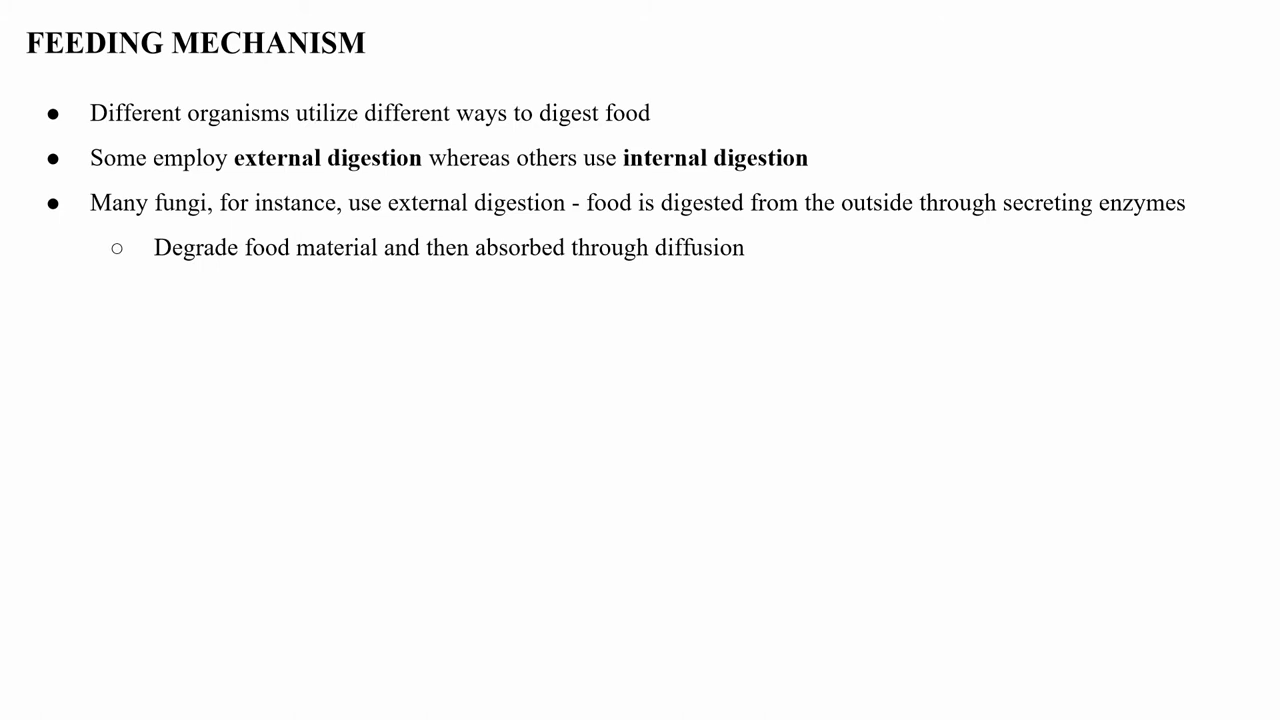 FEEDING MECHANISM
● Different organisms utilize different ways to digest food
● Some employ external digestion whereas others use internal digestion
● Many fungi, for instance, use external digestion - food is digested from the outside through secreting enzymes
○ Degrade food material and then absorbed through diffusion